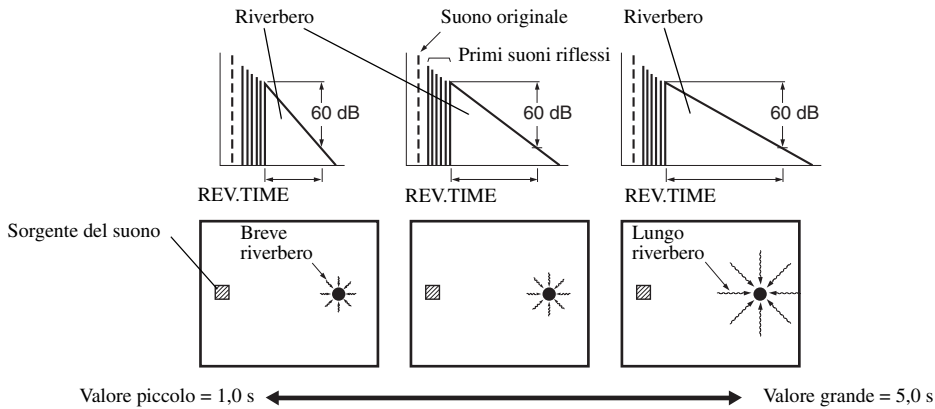 Riverbero
Suono originale
Riverbero
Primi suoni riflessi
60 dB
60 dB
60 dB
REV.TIME
REV.TIME
REV.TIME
Sorgente del suono
Breve
riverbero
Lungo
riverbero
Valore piccolo = 1,0 s
Valore grande = 5,0 s